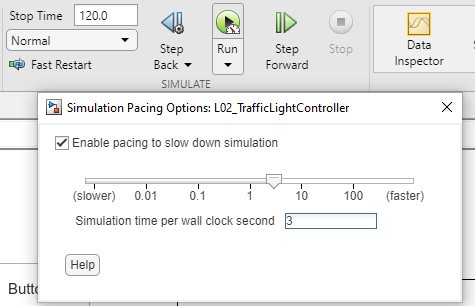 Stop Time 120.0
Normal
Fast Restart
Step Back
Run
Step Forward
Stop
Data Inspector
SIMULATE
Simulation Pacing Options: L02_TrafficLightController
Enable pacing to slow down simulation
(slower) 0.01 0.1 1 10 100 (faster)
Simulation time per wall clock second 3
Help